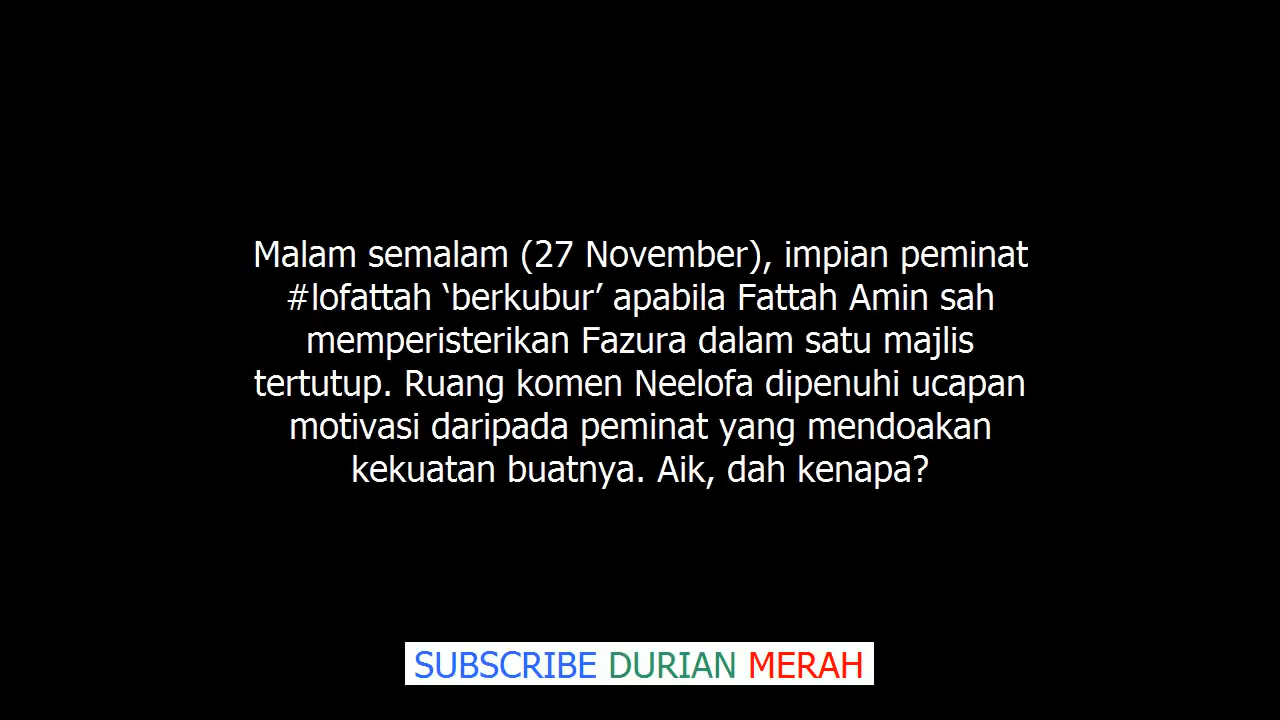 Malam semalam (27 November), impian peminat
#lofattah ‘berkubur’ apabila Fattah Amin sah
memperisterikan Fazura dalam satu majlis
tertutup. Ruang komen Neelofa dipenuhi ucapan
motivasi daripada peminat yang mendoakan
kekuatan buatnya. Aik, dah kenapa?
SUBSCRIBE DURIAN MERAH